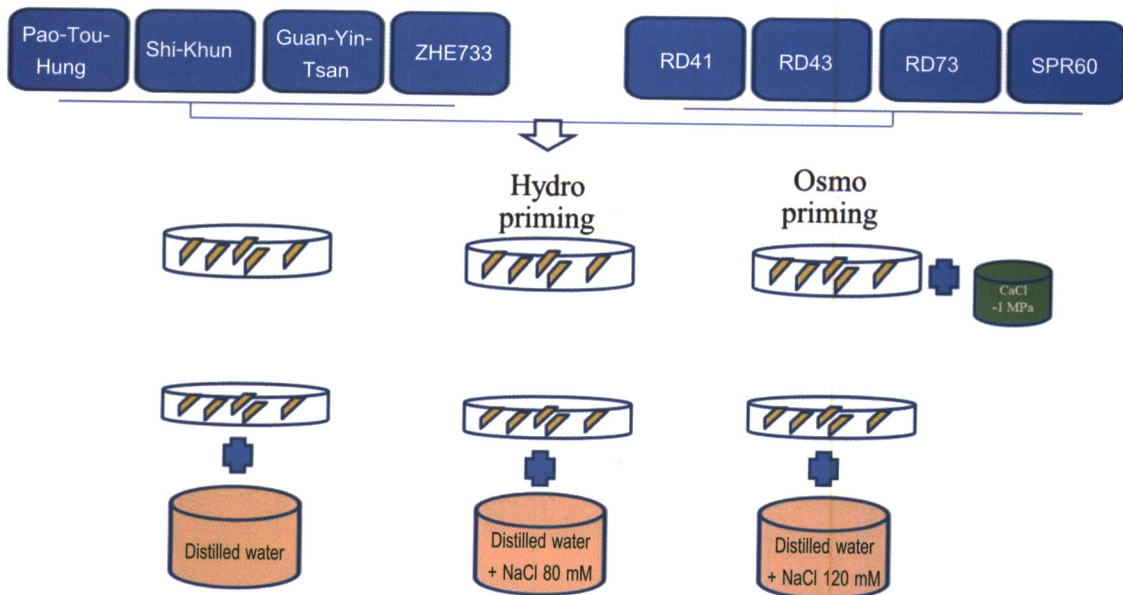 Pao-Tou-
Hung
Shi-Khun
Guan-Yin-
Tsan
ZHE733
RD41
RD43
RD73
SPR60
Hydro
priming
Osmo
priming
CaCl
-1 MPa
Distilled water
Distilled water
+ NaCl 80 mM
Distilled water
+ NaCl 120 mM